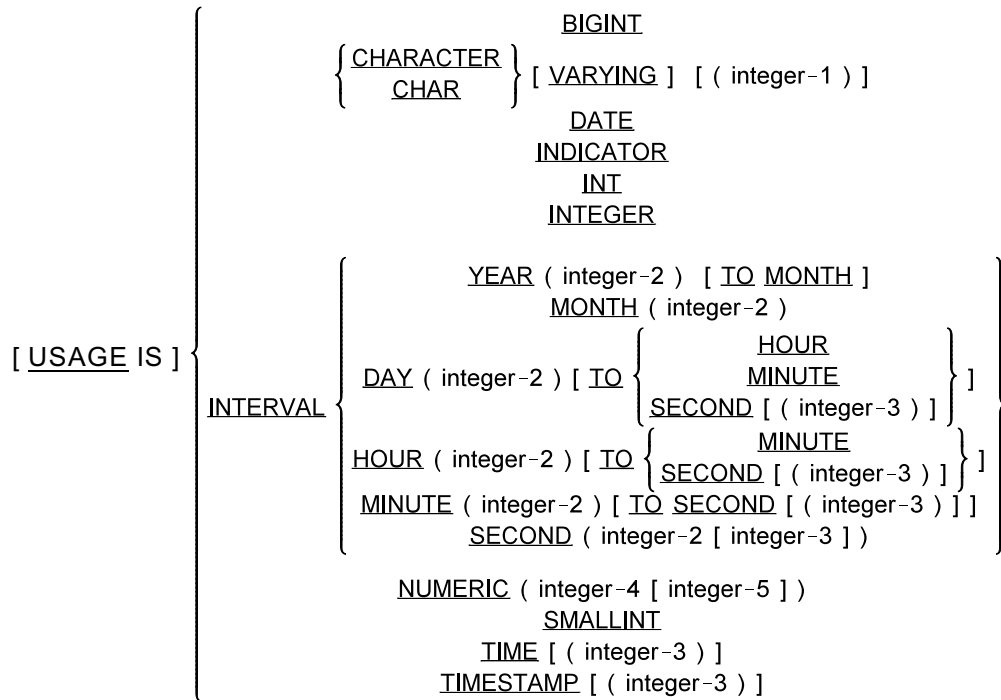 BIGINT
CHARACTER
CHAR
[ VARYING ] [ ( integer-1 ) ]
DATE
INDICATOR
INT
INTEGER
[ USAGE IS ]
INTERVAL
YEAR ( integer-2 ) [ TO MONTH ]
MONTH ( integer-2 )
DAY ( integer-2 ) [ TO
HOUR
MINUTE
SECOND [ ( integer-3 ) ]
]
HOUR ( integer-2 ) [ TO
MINUTE
SECOND [ ( integer-3 ) ]
]
MINUTE ( integer-2 ) [ TO SECOND [ ( integer-3 ) ] ]
SECOND ( integer-2 [ integer-3 ] )
NUMERIC ( integer-4 [ integer-5 ] )
SMALLINT
TIME [ ( integer-3 ) ]
TIMESTAMP [ ( integer-3 ) ]